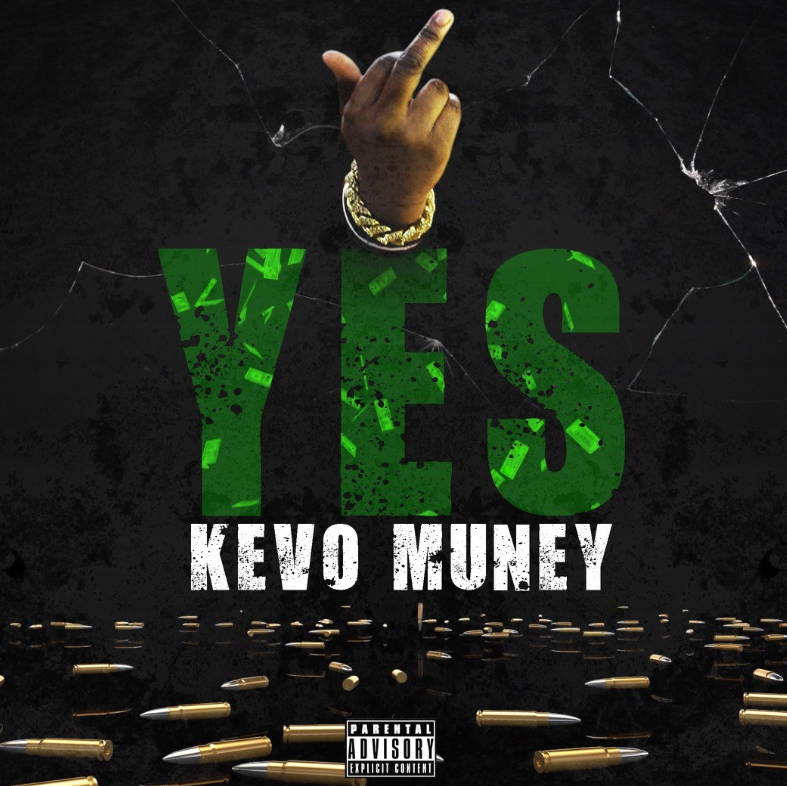 YES
KEVO MUNEY
PARENTAL
ADVISORY
EXPLICIT CONTENT